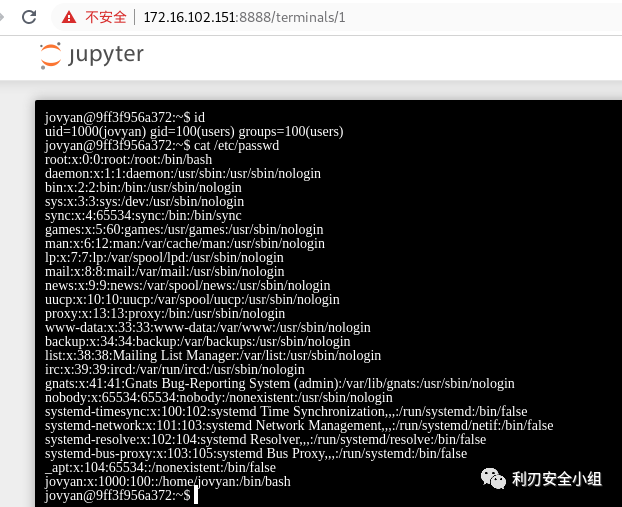 不安全 172.16.102.151:8888/terminals/1
jupyter
jovyan@9ff3f956a372:~$ id
uid=1000(jovyan) gid=100(users) groups=100(users)
jovyan@9ff3f956a372:~$ cat /etc/passwd
root:x:0:0:root:/root:/bin/bash
daemon:x:1:1:daemon:/usr/sbin:/usr/sbin/nologin
bin:x:2:2:bin:/bin:/usr/sbin/nologin
sys:x:3:3:sys:/dev:/usr/sbin/nologin
sync:x:4:65534:sync:/bin:/bin/sync
games:x:5:60:games:/usr/games:/usr/sbin/nologin
man:x:6:12:man:/var/cache/man:/usr/sbin/nologin
lp:x:7:7:lp:/var/spool/lpd:/usr/sbin/nologin
mail:x:8:8:mail:/var/mail:/usr/sbin/nologin
news:x:9:9:news:/var/spool/news:/usr/sbin/nologin
uucp:x:10:10:uucp:/var/spool/uucp:/usr/sbin/nologin
proxy:x:13:13:proxy:/bin:/usr/sbin/nologin
www-data:x:33:33:www-data:/var/www:/usr/sbin/nologin
backup:x:34:34:backup:/var/backups:/usr/sbin/nologin
list:x:38:38:Mailing List Manager:/var/list:/usr/sbin/nologin
irc:x:39:39:ircd:/var/run/ircd:/usr/sbin/nologin
gnats:x:41:41:Gnats Bug-Reporting System (admin):/var/lib/gnats:/usr/sbin/nologin
nobody:x:65534:65534:nobody:/nonexistent:/usr/sbin/nologin
systemd-timesync:x:100:102:systemd Time Synchronization,,,:/run/systemd:/bin/false
systemd-network:x:101:103:systemd Network Management,,,:/run/systemd/netif:/bin/false
systemd-resolve:x:102:104:systemd Resolver,,,:/run/systemd/resolve:/bin/false
systemd-bus-proxy:x:103:105:systemd Bus Proxy,,,:/run/systemd:/bin/false
_apt:x:104:65534::/nonexistent:/bin/false
jovyan:x:1000:100::/home/jovyan:/bin/bash
jovyan@9ff3f956a372:~$
利刃安全小组